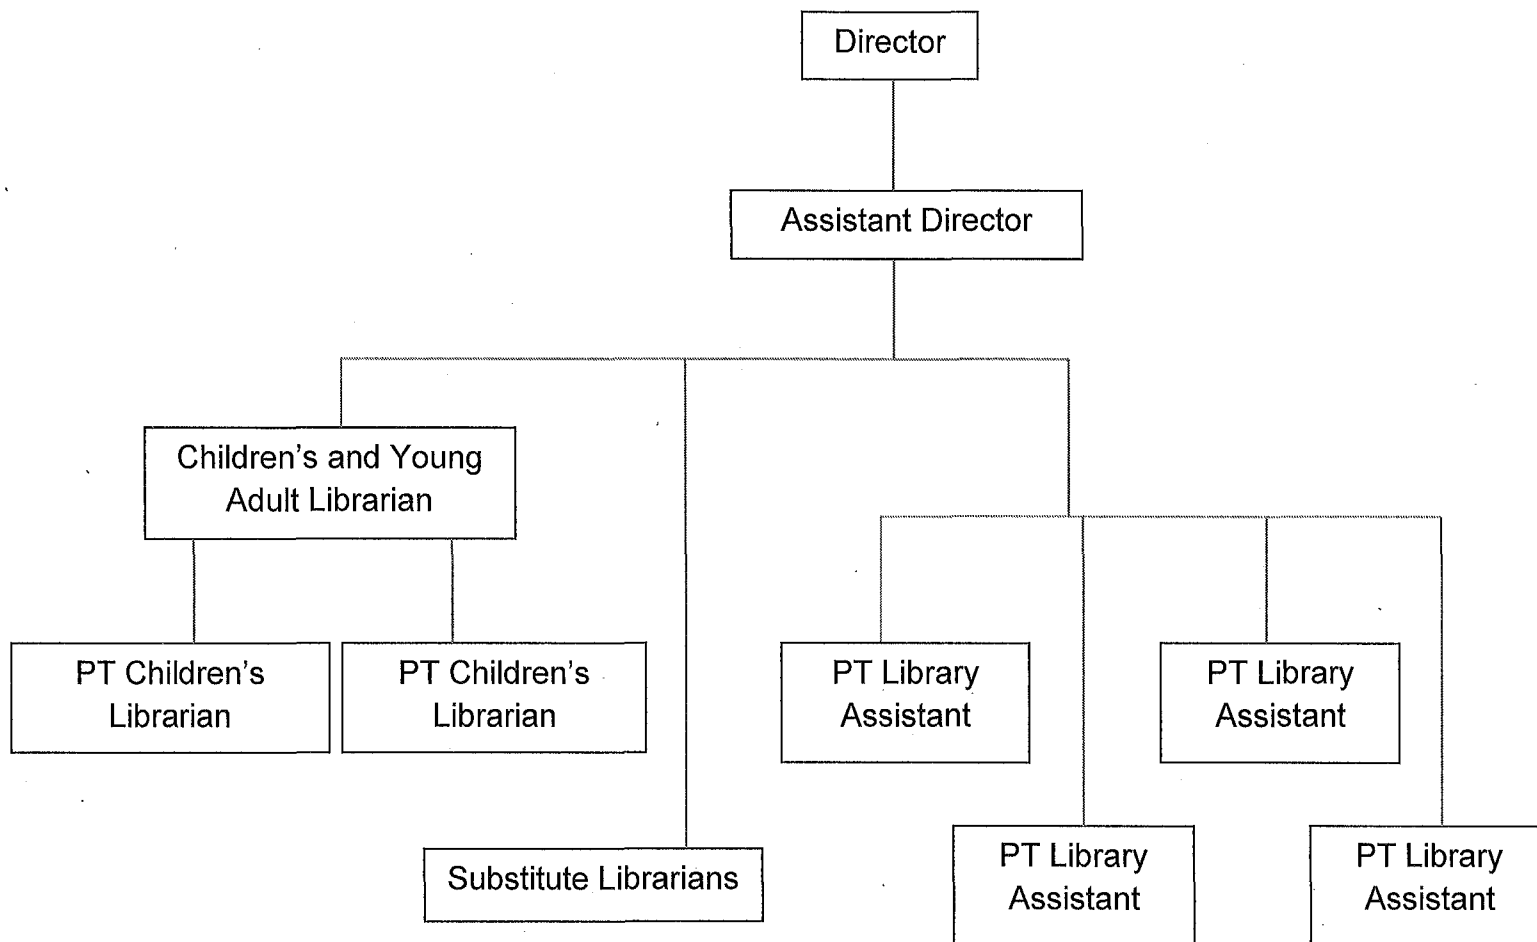 Director
Assistant Director
Children's and Young
Adult Librarian
PT Children's
Librarian
PT Children's
Librarian
PT Library
Assistant
PT Library
Assistant
Substitute Librarians
PT Library
Assistant
PT Library
Assistant